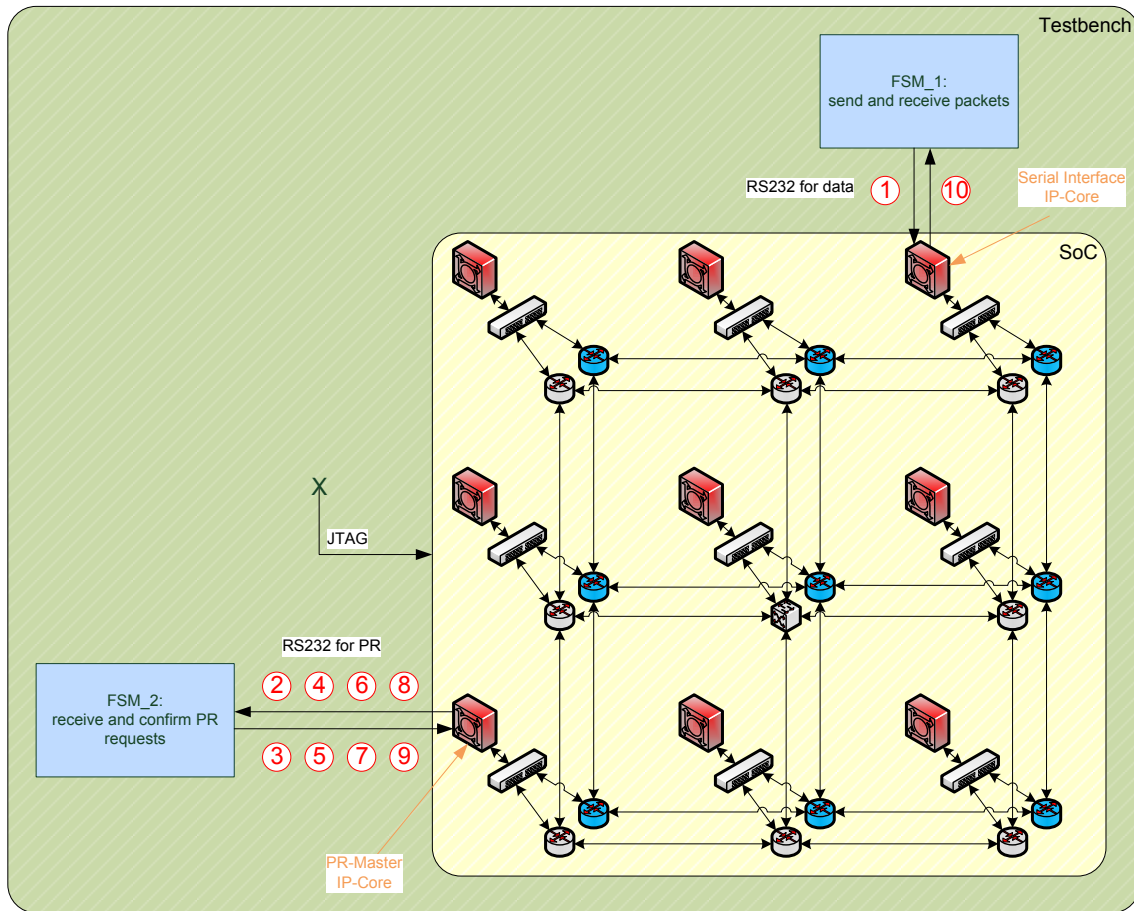 Testbench
FSM_1:
send and receive packets
RS232 for data
1
10
Serial Interface
IP-Core
SoC
X
JTAG
RS232 for PR
2 4 6 8
FSM_2:
receive and confirm PR
requests
3 5 7 9
PR-Master
IP-Core